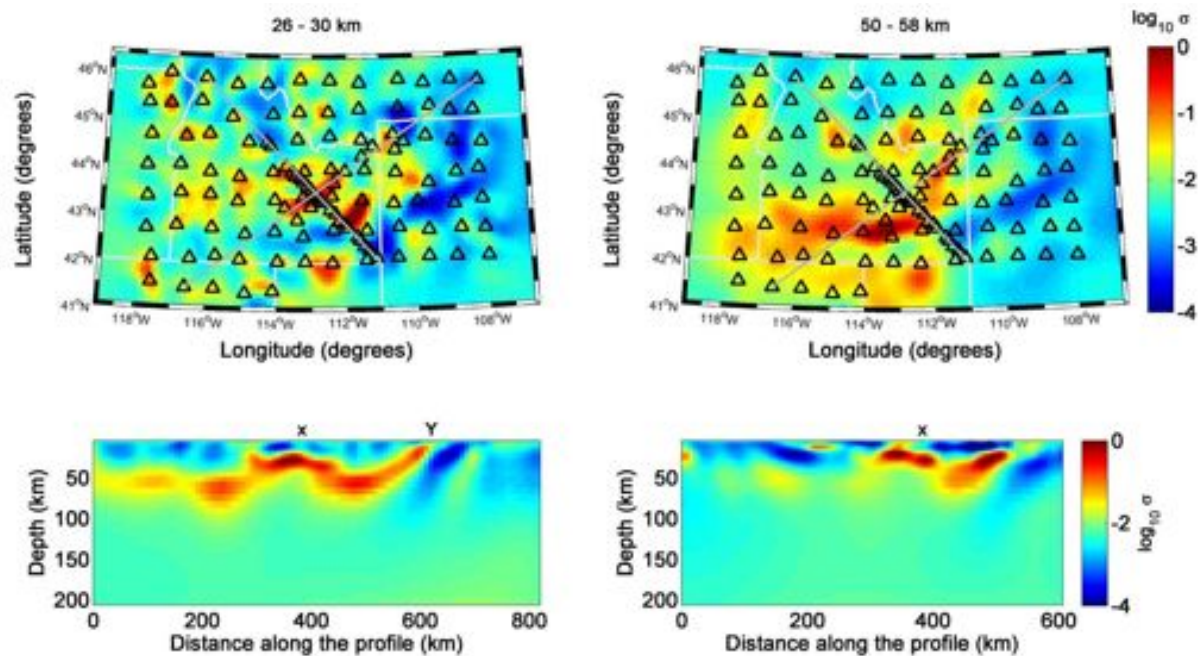 26 - 30 km
50 - 58 km
log10 σ
Latitude (degrees)
46°N
45°N
44°N
43°N
42°N
41°N
118°W
116°W
114°W
112°W
110°W
108°W
Longitude (degrees)
Latitude (degrees)
46°N
45°N
44°N
43°N
42°N
41°N
118°W
116°W
114°W
112°W
110°W
108°W
Longitude (degrees)
0
-1
-2
-3
-4
x
Y
Depth (km)
50
100
150
200
0
200
400
600
800
Distance along the profile (km)
x
Depth (km)
50
100
150
200
0
200
400
600
Distance along the profile (km)
0
-2
-4
log10 σ